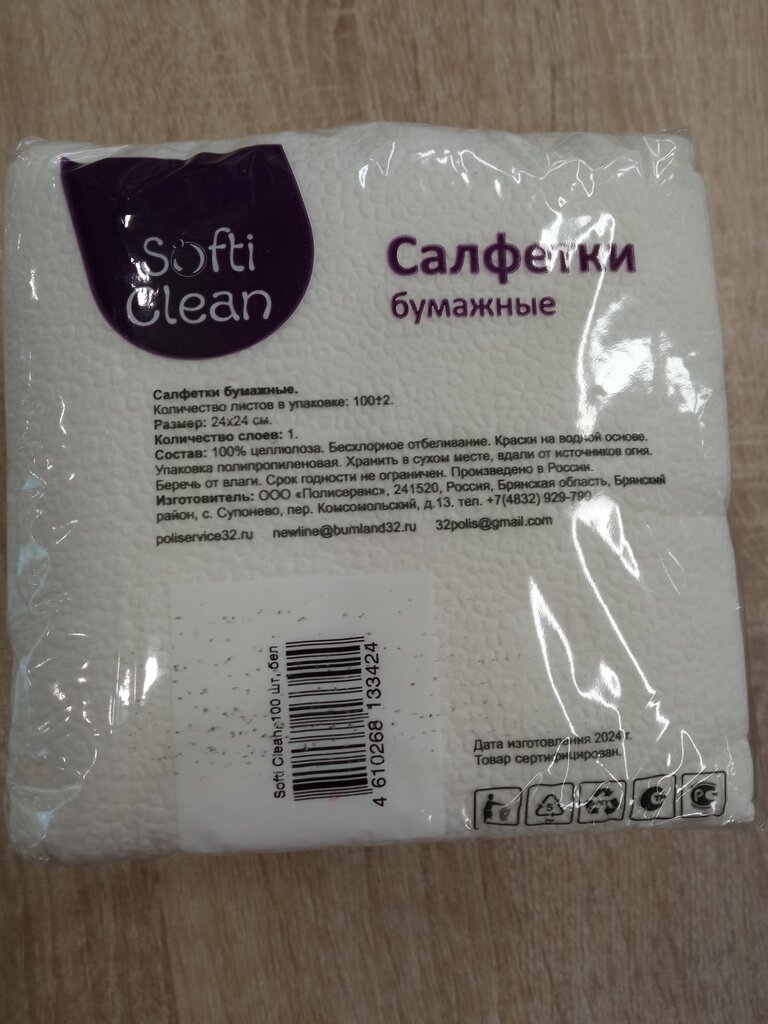 Softi
Clean
Салфетки
бумажные
Салфетки бумажные.
Количество листов в упаковке: 100±2.
Размер: 24x24 см.
Количество слоев: 1.
Состав: 100% целлюлоза. Бесхлорное отбеливание. Краски на водной основе.
Упаковка полипропиленовая. Хранить в сухом месте, вдали от источников огня.
Беречь от влаги. Срок годности не ограничен. Произведено в России.
Изготовитель: ООО «Полисервис», 241520, Россия, Брянская область, Брянский
район, с. Супонево, пер. Комсомольский, д.13. тел. +7(4832) 929-790
poliservice32.ru newline@bumland32.ru 32polis@gmail.com
Softi Clean, 100 шт, бел
4 610268 133424
Дата изготовления 2024 г.
Товар сертифицирован.
5
РС